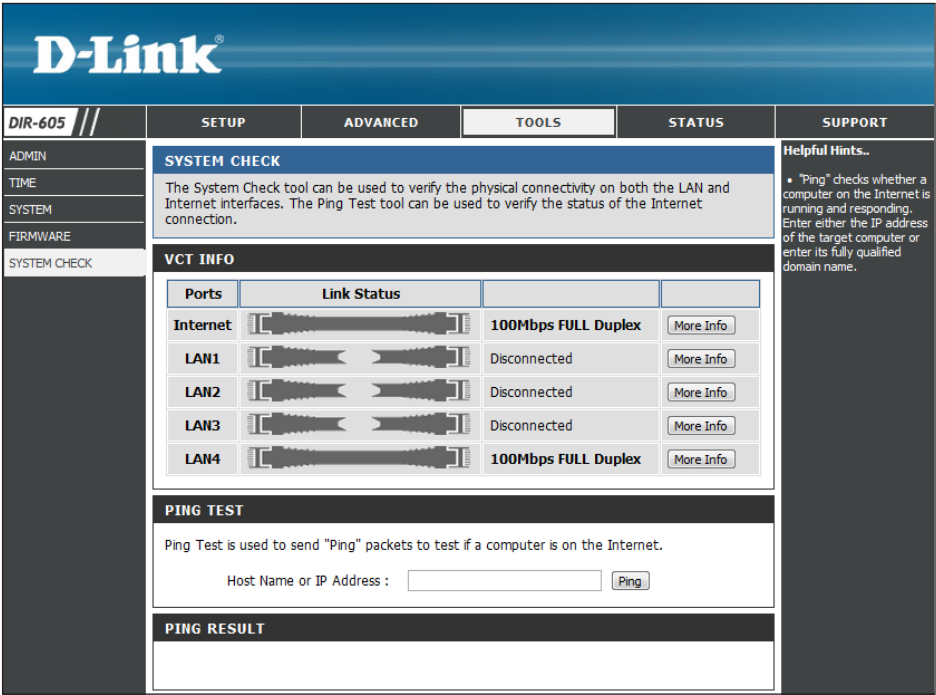 D-Link®
DIR-605
SETUP
ADVANCED
TOOLS
STATUS
SUPPORT
ADMIN
TIME
SYSTEM
FIRMWARE
SYSTEM CHECK
SYSTEM CHECK
The System Check tool can be used to verify the physical connectivity on both the LAN and
Internet interfaces. The Ping Test tool can be used to verify the status of the Internet
connection.
VCT INFO
Ports Link Status
Internet 100Mbps FULL Duplex More Info
LAN1 Disconnected More Info
LAN2 Disconnected More Info
LAN3 Disconnected More Info
LAN4 100Mbps FULL Duplex More Info
PING TEST
Ping Test is used to send "Ping" packets to test if a computer is on the Internet.
Host Name or IP Address : Ping
PING RESULT
Helpful Hints..
• "Ping" checks whether a
computer on the Internet is
running and responding.
Enter either the IP address
of the target computer or
enter its fully qualified
domain name.